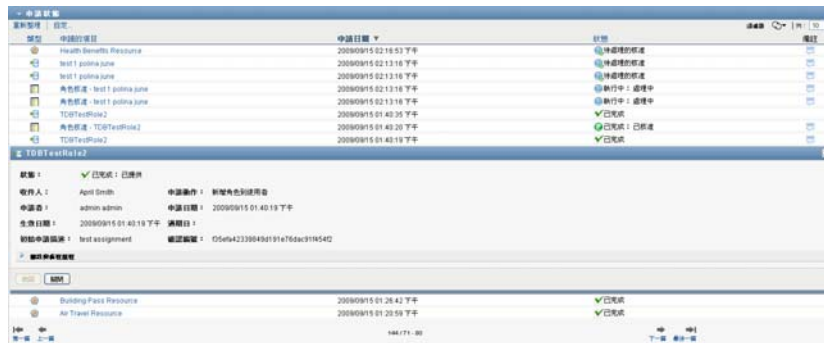 申請狀態
重新整理 自定...
過濾器 列: 10
類型 申請的項目 申請日期 狀態 備註
Health Benefits Resource 2009/09/15 02:16:53 下午 待處理的核准
test1 polina june 2009/09/15 02:13:16 下午 待處理的核准
test1 polina june 2009/09/15 02:13:16 下午 待處理的核准
角色核准 - test1 polina june 2009/09/15 02:13:16 下午 執行中：處理中
角色核准 - test1 polina june 2009/09/15 02:13:16 下午 執行中：處理中
TDBTestRole2 2009/09/15 01:40:35 下午 已完成
角色核准 - TDBTestRole2 2009/09/15 01:40:20 下午 已完成：已核准
TDBTestRole2 2009/09/15 01:40:19 下午 已完成
TDBTestRole2
狀態： 已完成：已提供
收件人： April Smith 申請動作： 新增角色到使用者
申請者： admin admin 申請日期： 2009/09/15 01:40:19 下午
生效日期： 2009/09/15 01:40:19 下午 過期日：
初始申請描述： test assignment 確認編號：
關閉
Building Pass Resource 2009/09/15 01:26:42 下午 已完成
Air Travel Resource 2009/09/15 01:20:59 下午 已完成
第一頁 上一頁 下一頁 最後一頁